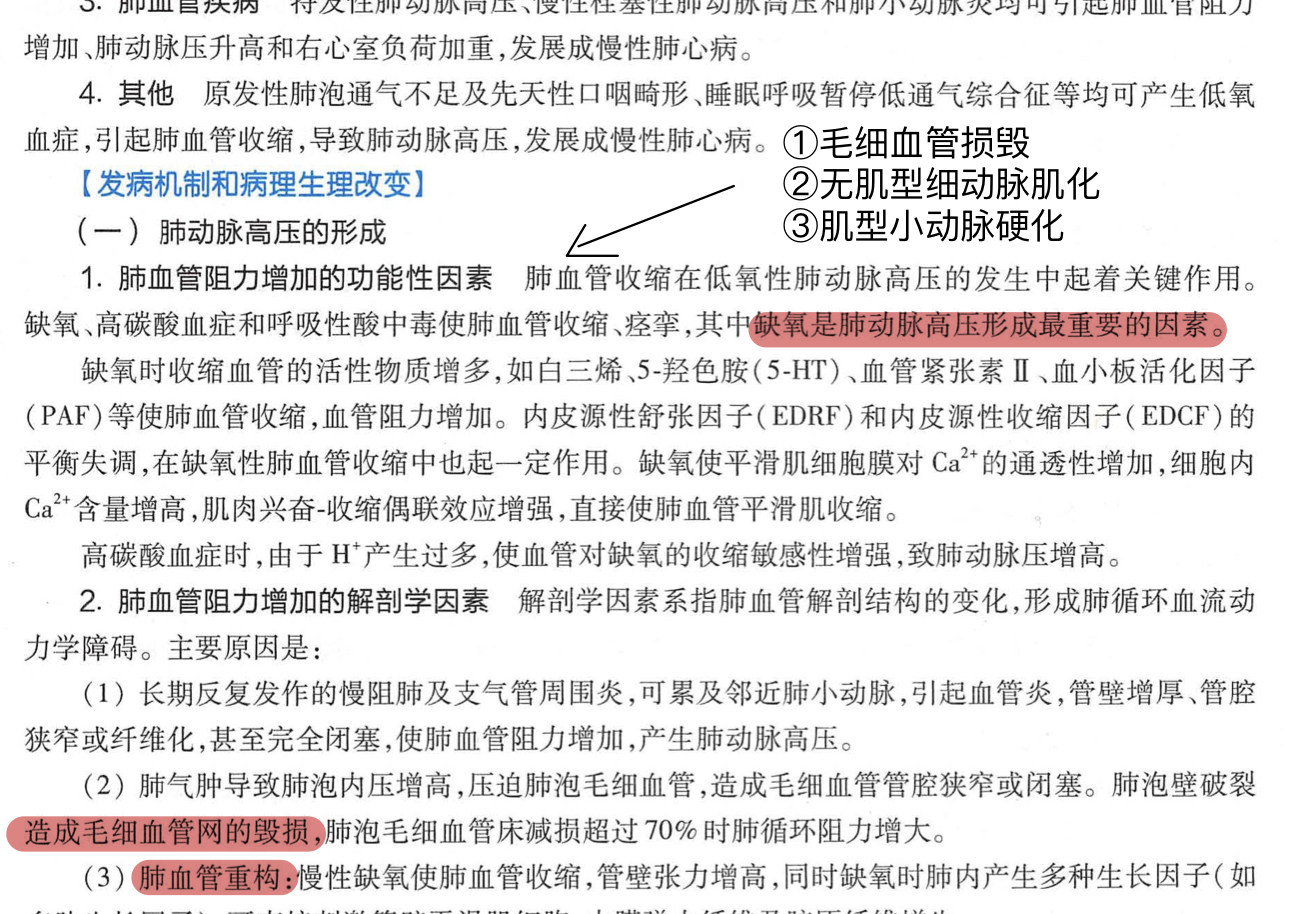 3. 肺血管疾病 特发性肺动脉高压、慢性栓塞性肺动脉高压和肺小动脉炎均可引起肺血管阻力
增加、肺动脉压升高和右心室负荷加重,发展成慢性肺心病。
4. 其他 原发性肺泡通气不足及先天性口咽畸形、睡眠呼吸暂停低通气综合征等均可产生低氧
血症,引起肺血管收缩,导致肺动脉高压,发展成慢性肺心病。
①毛细血管损毁
②无肌型细动脉肌化
③肌型小动脉硬化
【发病机制和病理生理改变】
(一) 肺动脉高压的形成
1. 肺血管阻力增加的功能性因素 肺血管收缩在低氧性肺动脉高压的发生中起着关键作用。
缺氧、高碳酸血症和呼吸性酸中毒使肺血管收缩、痉挛,其中缺氧是肺动脉高压形成最重要的因素。
缺氧时收缩血管的活性物质增多,如白三烯、5-羟色胺(5-HT)、血管紧张素Ⅱ、血小板活化因子
(PAF)等使肺血管收缩,血管阻力增加。内皮源性舒张因子(EDRF)和内皮源性收缩因子(EDCF)的
平衡失调,在缺氧性肺血管收缩中也起一定作用。缺氧使平滑肌细胞膜对 Ca²⁺的通透性增加,细胞内
Ca²⁺含量增高,肌肉兴奋-收缩偶联效应增强,直接使肺血管平滑肌收缩。
高碳酸血症时,由于 H⁺产生过多,使血管对缺氧的收缩敏感性增强,致肺动脉压增高。
2. 肺血管阻力增加的解剖学因素 解剖学因素系指肺血管解剖结构的变化,形成肺循环血流动
力学障碍。主要原因是:
(1) 长期反复发作的慢阻肺及支气管周围炎,可累及邻近肺小动脉,引起血管炎,管壁增厚、管腔
狭窄或纤维化,甚至完全闭塞,使肺血管阻力增加,产生肺动脉高压。
(2) 肺气肿导致肺泡内压增高,压迫肺泡毛细血管,造成毛细血管管腔狭窄或闭塞。肺泡壁破裂
造成毛细血管网的毁损,肺泡毛细血管床减损超过70%时肺循环阻力增大。
(3) 肺血管重构:慢性缺氧使肺血管收缩,管壁张力增高,同时缺氧时肺内产生多种生长因子(如